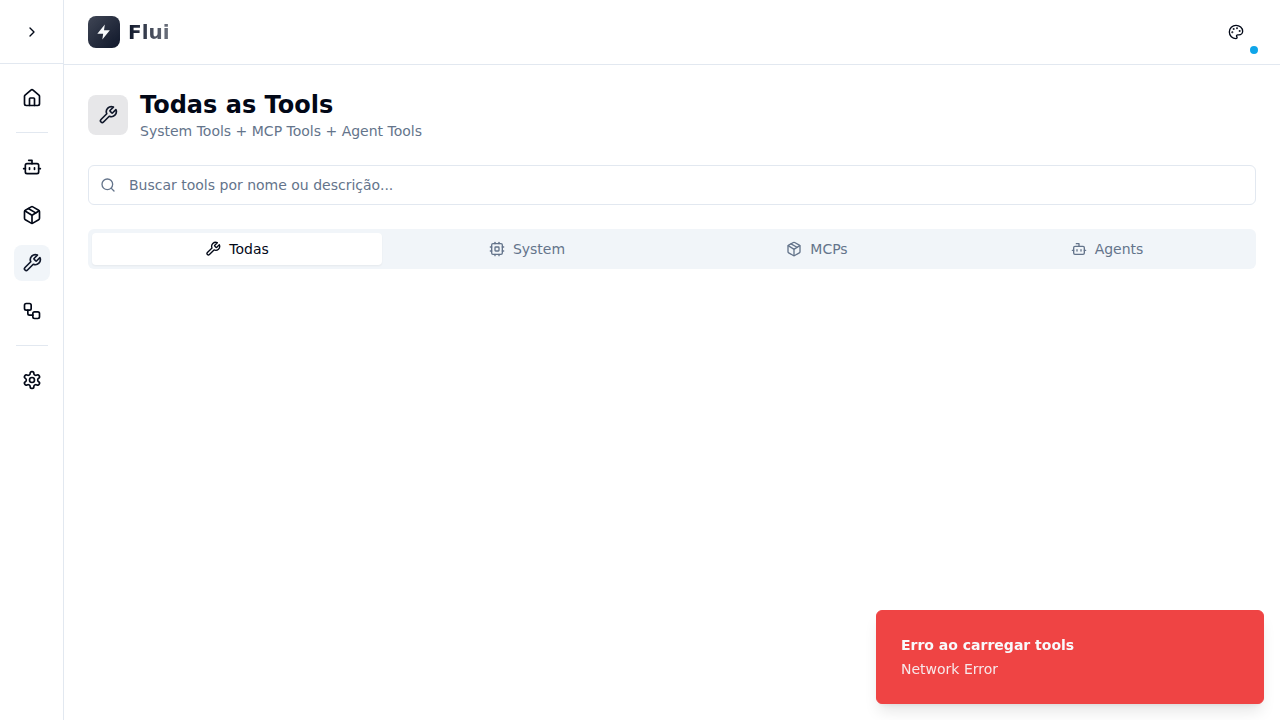 Flui
Todas as Tools
System Tools + MCP Tools + Agent Tools
Buscar tools por nome ou descrição...
Todas
System
MCPs
Agents
Erro ao carregar tools
Network Error